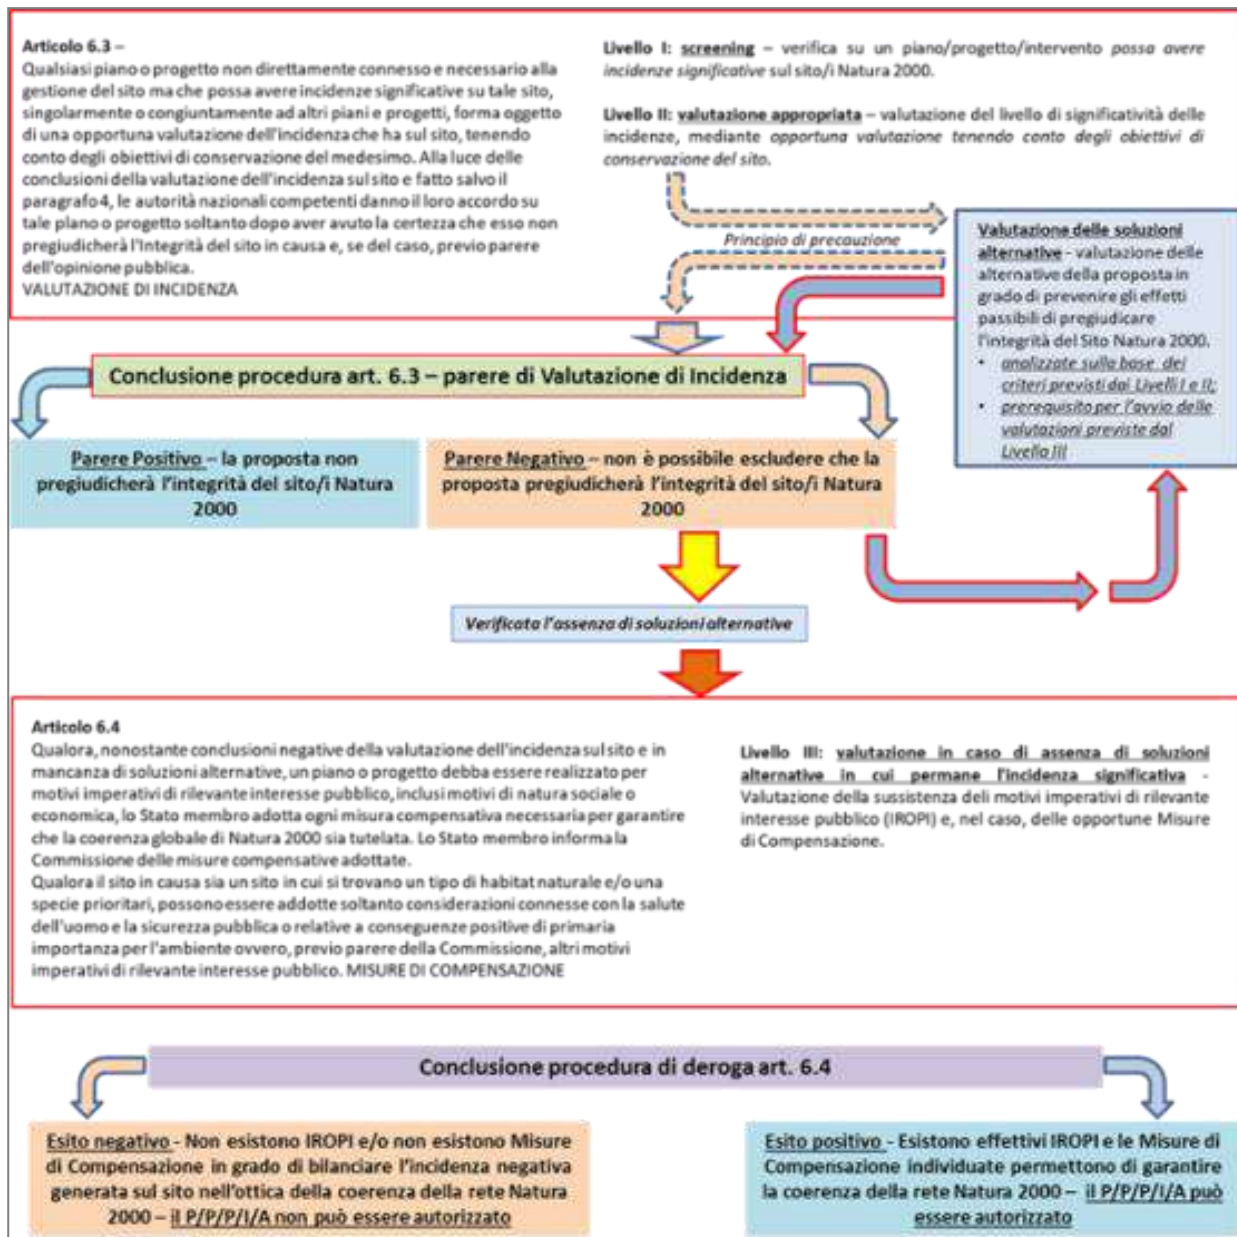 Articolo 6.3 –
Qualsiasi piano o progetto non direttamente connesso e necessario alla
gestione del sito ma che possa avere incidenze significative su tale sito,
singolarmente o congiuntamente ad altri piani e progetti, forma oggetto
di una opportuna valutazione dell'incidenza che ha sul sito, tenendo
conto degli obiettivi di conservazione del medesimo. Alla luce delle
conclusioni della valutazione dell'incidenza sul sito e fatto salvo il
paragrafo 4, le autorità nazionali competenti danno il loro accordo su
tale piano o progetto soltanto dopo aver avuto la certezza che esso non
pregiudicherà l'integrità del sito in causa e, se del caso, previo parere
dell'opinione pubblica.
VALUTAZIONE DI INCIDENZA
Livello I: screening – verifica su un piano/progetto/intervento possa avere
incidenze significative sul sito/i Natura 2000.
Livello II: valutazione appropriata – valutazione del livello di significatività delle
incidenze, mediante opportuna valutazione tenendo conto degli obiettivi di
conservazione del sito.
Principio di precauzione
Valutazione delle soluzioni
alternative - valutazione delle
alternative della proposta in
grado di prevenire gli effetti
passibili di pregiudicare
l'integrità del Sito Natura 2000.
• analizzate sulla base dei
criteri previsti dai Livelli I e II;
• prerequisito per l'avvio delle
valutazioni previste dal
Livello III
Conclusione procedura art. 6.3 – parere di Valutazione di Incidenza
Parere Positivo – la proposta non
pregiudicherà l'integrità del sito/i Natura
2000
Parere Negativo – non è possibile escludere che la
proposta pregiudicherà l'integrità del sito/i Natura
2000
Verificata l'assenza di soluzioni alternative
Articolo 6.4
Qualora, nonostante conclusioni negative della valutazione dell'incidenza sul sito e in
mancanza di soluzioni alternative, un piano o progetto debba essere realizzato per
motivi imperativi di rilevante interesse pubblico, inclusi motivi di natura sociale o
economica, lo Stato membro adotta ogni misura compensativa necessaria per garantire
che la coerenza globale di Natura 2000 sia tutelata. Lo Stato membro informa la
Commissione delle misure compensative adottate.
Qualora il sito in causa sia un sito in cui si trovano un tipo di habitat naturale e/o una
specie prioritari, possono essere addotte soltanto considerazioni connesse con la salute
dell'uomo e la sicurezza pubblica o relative a conseguenze positive di primaria
importanza per l'ambiente ovvero, previo parere della Commissione, altri motivi
imperativi di rilevante interesse pubblico. MISURE DI COMPENSAZIONE
Livello III: valutazione in caso di assenza di soluzioni
alternative in cui permane l'incidenza significativa -
Valutazione della sussistenza deli motivi imperativi di rilevante
interesse pubblico (IROPI) e, nel caso, delle opportune Misure
di Compensazione.
Conclusione procedura di deroga art. 6.4
Esito negativo - Non esistono IROPI e/o non esistono Misure
di Compensazione in grado di bilanciare l'incidenza negativa
generata sul sito nell'ottica della coerenza della rete Natura
2000 – il P/P/P/I/A non può essere autorizzato
Esito positivo - Esistono effettivi IROPI e le Misure di
Compensazione individuate permettono di garantire
la coerenza della rete Natura 2000 – il P/P/P/I/A può
essere autorizzato